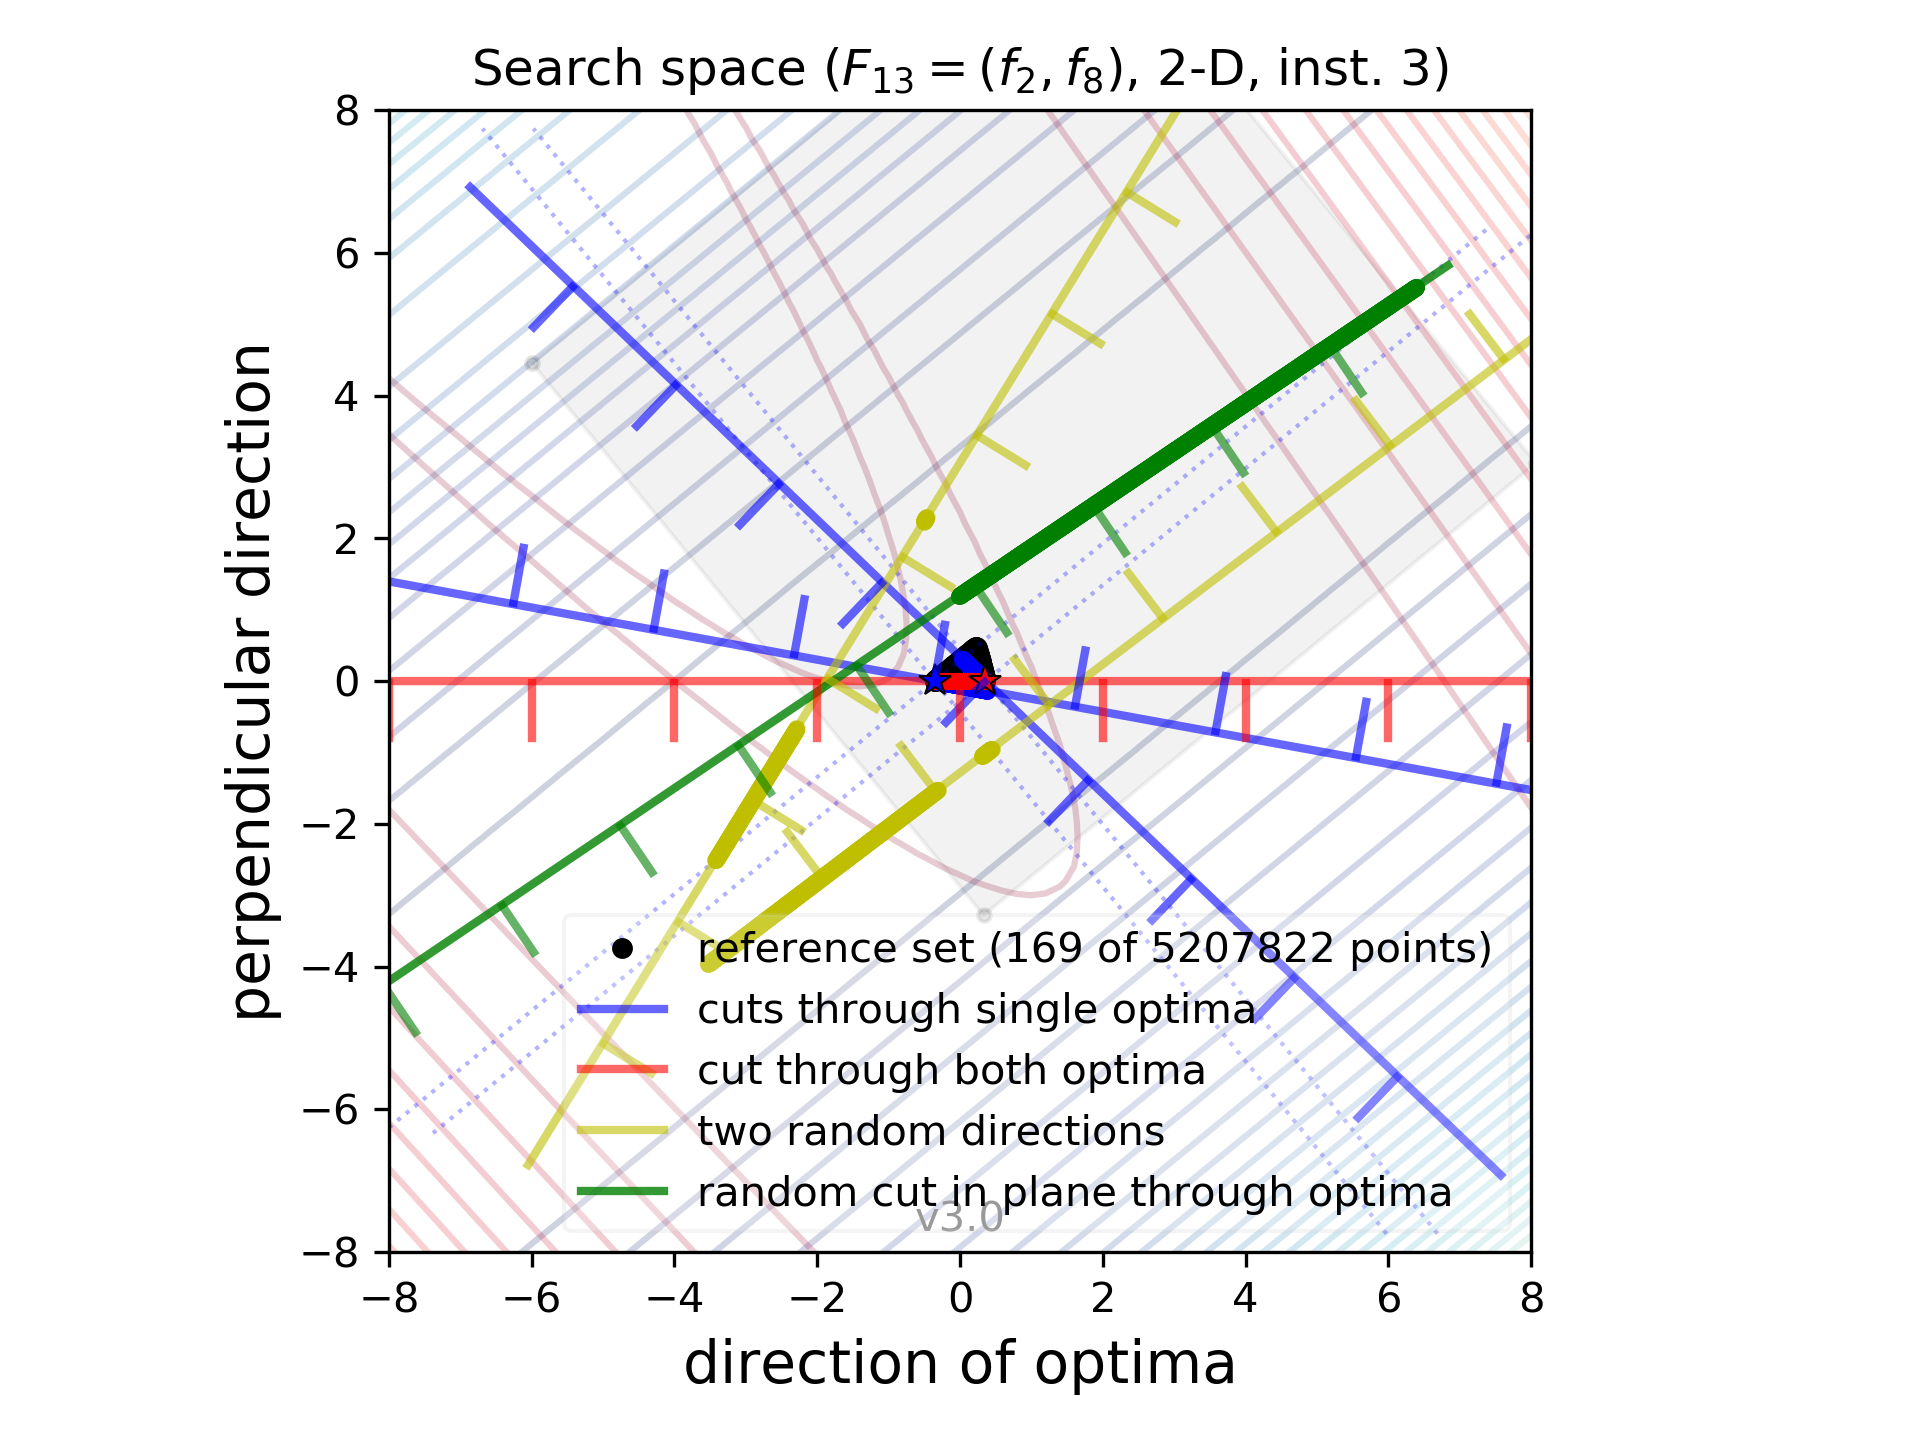 Search space (F13 = (f2, f8), 2-D, inst. 3)
8
6
4
2
0
−2
−4
−6
−8
perpendicular direction
reference set (169 of 5207822 points)
cuts through single optima
cut through both optima
two random directions
random cut in plane through optima
v3.0
−8 −6 −4 −2 0 2 4 6 8
direction of optima